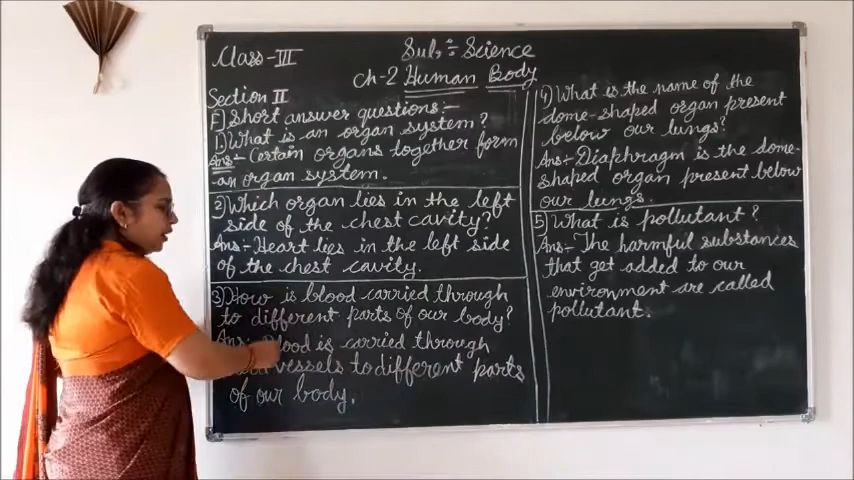 Class-III
Sub:- Science
Ch-2 Human Body
Section II
F) Short answer questions :-
1) What is an organ system ?
Ans- Certain organs together form
an organ system.
2) Which organ lies in the left
side of the chest cavity?
Ans- Heart lies in the left side
of the chest cavity.
3) How is blood carried through
to different parts of our body?
Ans- Blood is carried through
vessels to different parts
of our body.
4) What is the name of the
dome-shaped organ present
below our lungs?
Ans- Diaphragm is the dome-
shaped organ, present below
our lungs.
5) What is pollutant ?
Ans- The harmful substances
that get added to our
environment are called
pollutant.